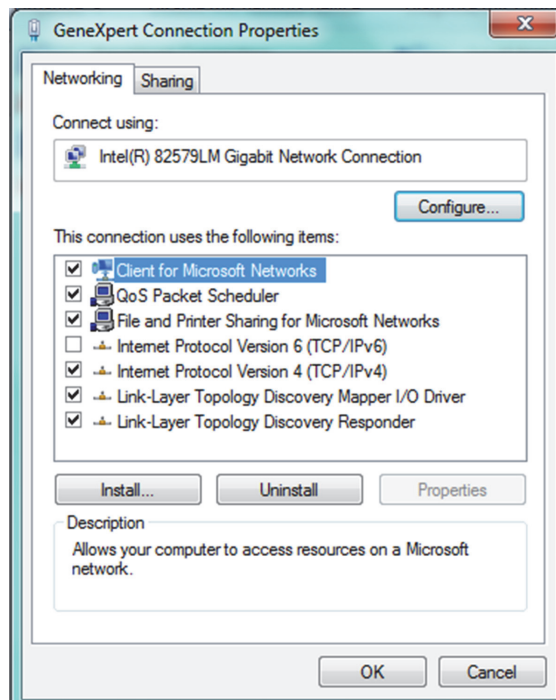 GeneXpert Connection Properties
Networking
Sharing
Connect using:
Intel(R) 82579LM Gigabit Network Connection
Configure...
This connection uses the following items:
Client for Microsoft Networks
QoS Packet Scheduler
File and Printer Sharing for Microsoft Networks
Internet Protocol Version 6 (TCP/IPv6)
Internet Protocol Version 4 (TCP/IPv4)
Link-Layer Topology Discovery Mapper I/O Driver
Link-Layer Topology Discovery Responder
Install...
Uninstall
Properties
Description
Allows your computer to access resources on a Microsoft
network.
OK
Cancel